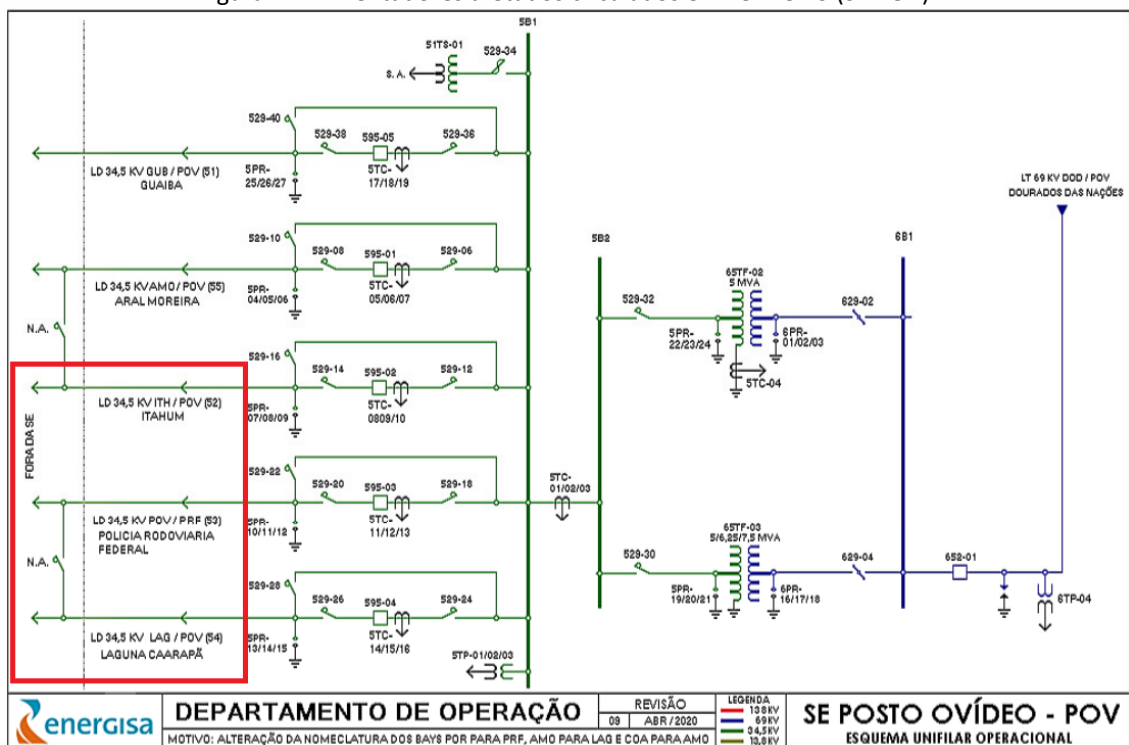 5B1
51TS-01
529-34
S. A.
529-40
529-38
595-05
529-36
LD 34,5 KV GUB / POV (51)
GUAIBA
5PR-
25/26/27
5TC-
17/18/19
LT 69 KV DOD / POV
DOURADOS DAS NAÇÕES
529-10
529-08
595-01
529-06
5B2
6B1
LD 34,5 KV AMO / POV (55)
ARAL MOREIRA
5PR-
04/05/06
5TC-
05/06/07
65TF-02
5 MVA
529-32
629-02
N.A.
5PR-
22/23/24
6PR-
01/02/03
5TC-04
529-16
529-14
595-02
529-12
LD 34,5 KV ITH / POV (52)
ITAHUM
5PR-
07/08/09
5TC-
0809/10
FORA DA SE
529-22
529-20
595-03
529-18
5TC-
01/02/03
LD 34,5 KV POV / PRF (53)
POLICIA RODOVIARIA
FEDERAL
5PR-
10/11/12
5TC-
11/12/13
N.A.
65TF-03
5/6,25/7,5 MVA
529-30
629-04
652-01
5PR-
19/20/21
6PR-
16/17/18
6TP-04
529-28
529-26
595-04
529-24
LD 34,5 KV LAG / POV (54)
LAGUNA CAARAPÃ
5PR-
13/14/15
5TC-
14/15/16
5TP-01/02/03
energisa
DEPARTAMENTO DE OPERAÇÃO
REVISÃO
09 ABR / 2020
MOTIVO: ALTERAÇÃO DA NOMECLATURA DOS BAYS POR PARA PRF, AMO PARA LAG E COA PARA AMO
LEGENDA
138KV
69KV
34,5KV
13,8KV
SE POSTO OVÍDEO - POV
ESQUEMA UNIFILAR OPERACIONAL